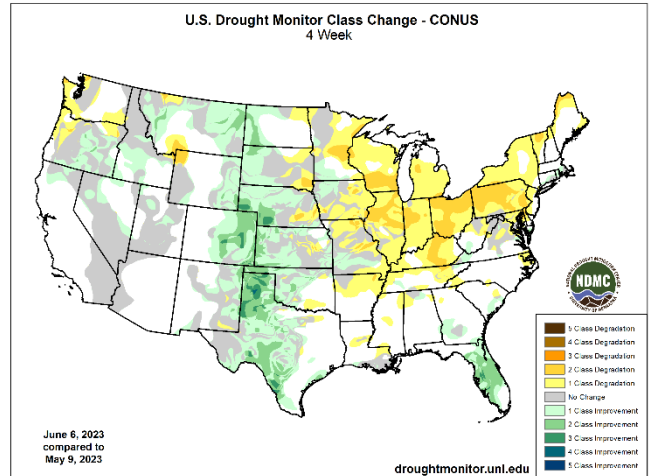 U.S. Drought Monitor Class Change - CONUS
4 Week
NDMC
5 Class Degradation
4 Class Degradation
3 Class Degradation
2 Class Degradation
1 Class Degradation
No Change
1 Class Improvement
2 Class Improvement
3 Class Improvement
4 Class Improvement
5 Class Improvement
June 6, 2023
compared to
May 9, 2023
droughtmonitor.unl.edu